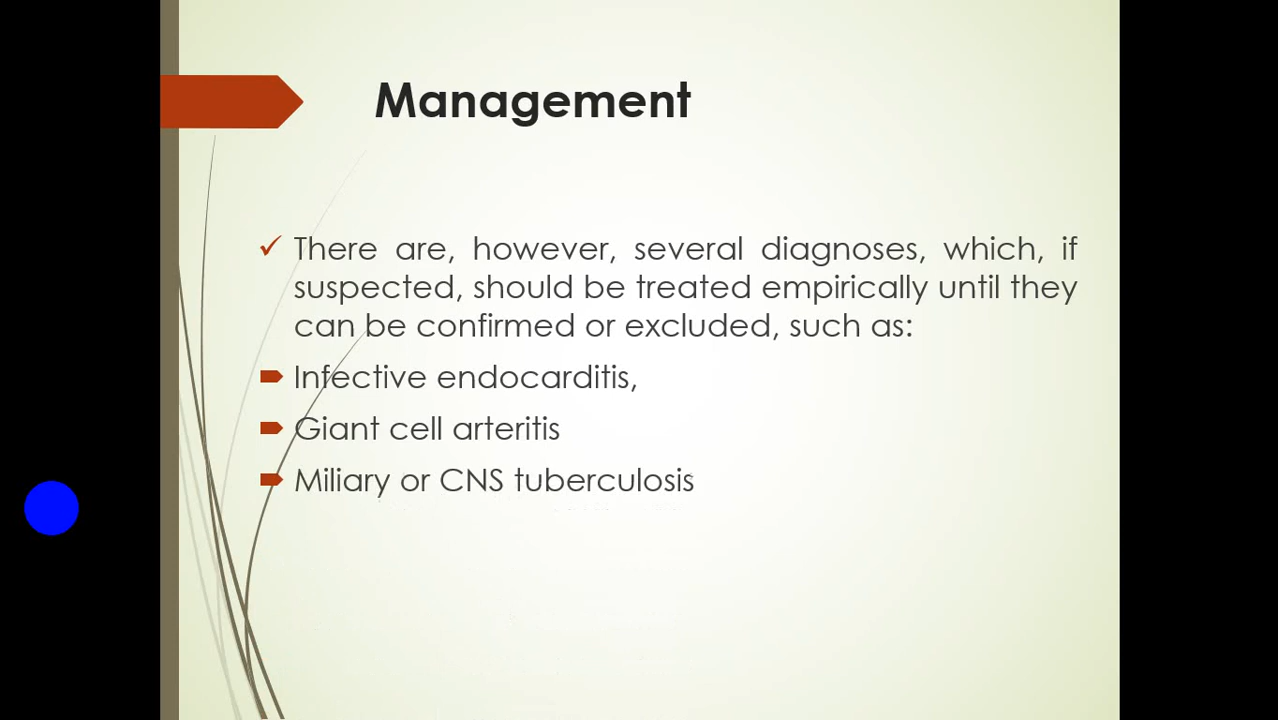 Management
There are, however, several diagnoses, which, if
suspected, should be treated empirically until they
can be confirmed or excluded, such as:
Infective endocarditis,
Giant cell arteritis
Miliary or CNS tuberculosis